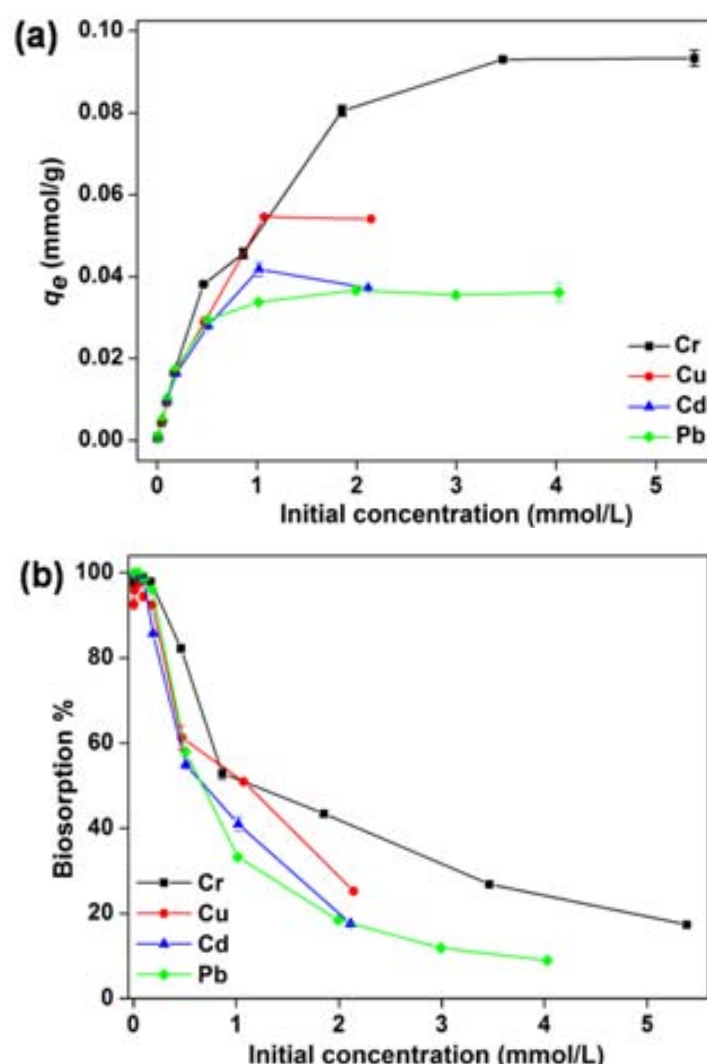 (a)
0.10
0.08
0.06
0.04
0.02
0.00
qe (mmol/g)
Cr
Cu
Cd
Pb
0 1 2 3 4 5
Initial concentration (mmol/L)
(b)
100
80
60
40
20
0
Biosorption %
Cr
Cu
Cd
Pb
0 1 2 3 4 5
Initial concentration (mmol/L)